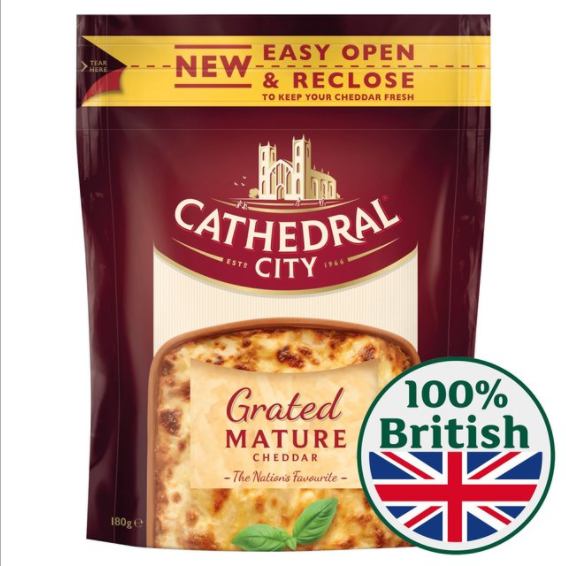 TEAR
HERE
NEW
EASY OPEN
& RECLOSE
TO KEEP YOUR CHEDDAR FRESH
CATHEDRAL®
ESTD 1966
CITY
Grated
MATURE
CHEDDAR
- The Nation's Favourite -
180g ℮
100%
British